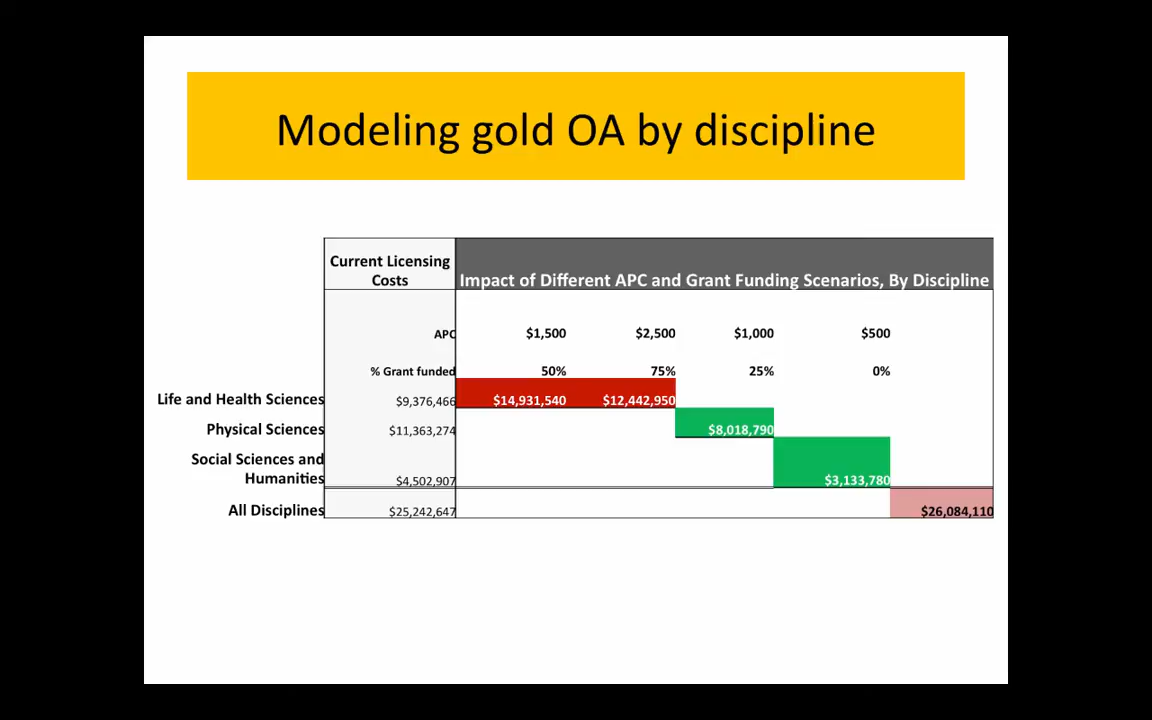 Modeling gold OA by discipline
Current Licensing
Costs
Impact of Different APC and Grant Funding Scenarios, By Discipline
APC $1,500 $2,500 $1,000 $500
% Grant funded 50% 75% 25% 0%
Life and Health Sciences $9,376,466 $14,931,540 $12,442,950
Physical Sciences $11,363,274 $8,018,790
Social Sciences and
Humanities $4,502,907 $3,133,780
All Disciplines $25,242,647 $26,084,110